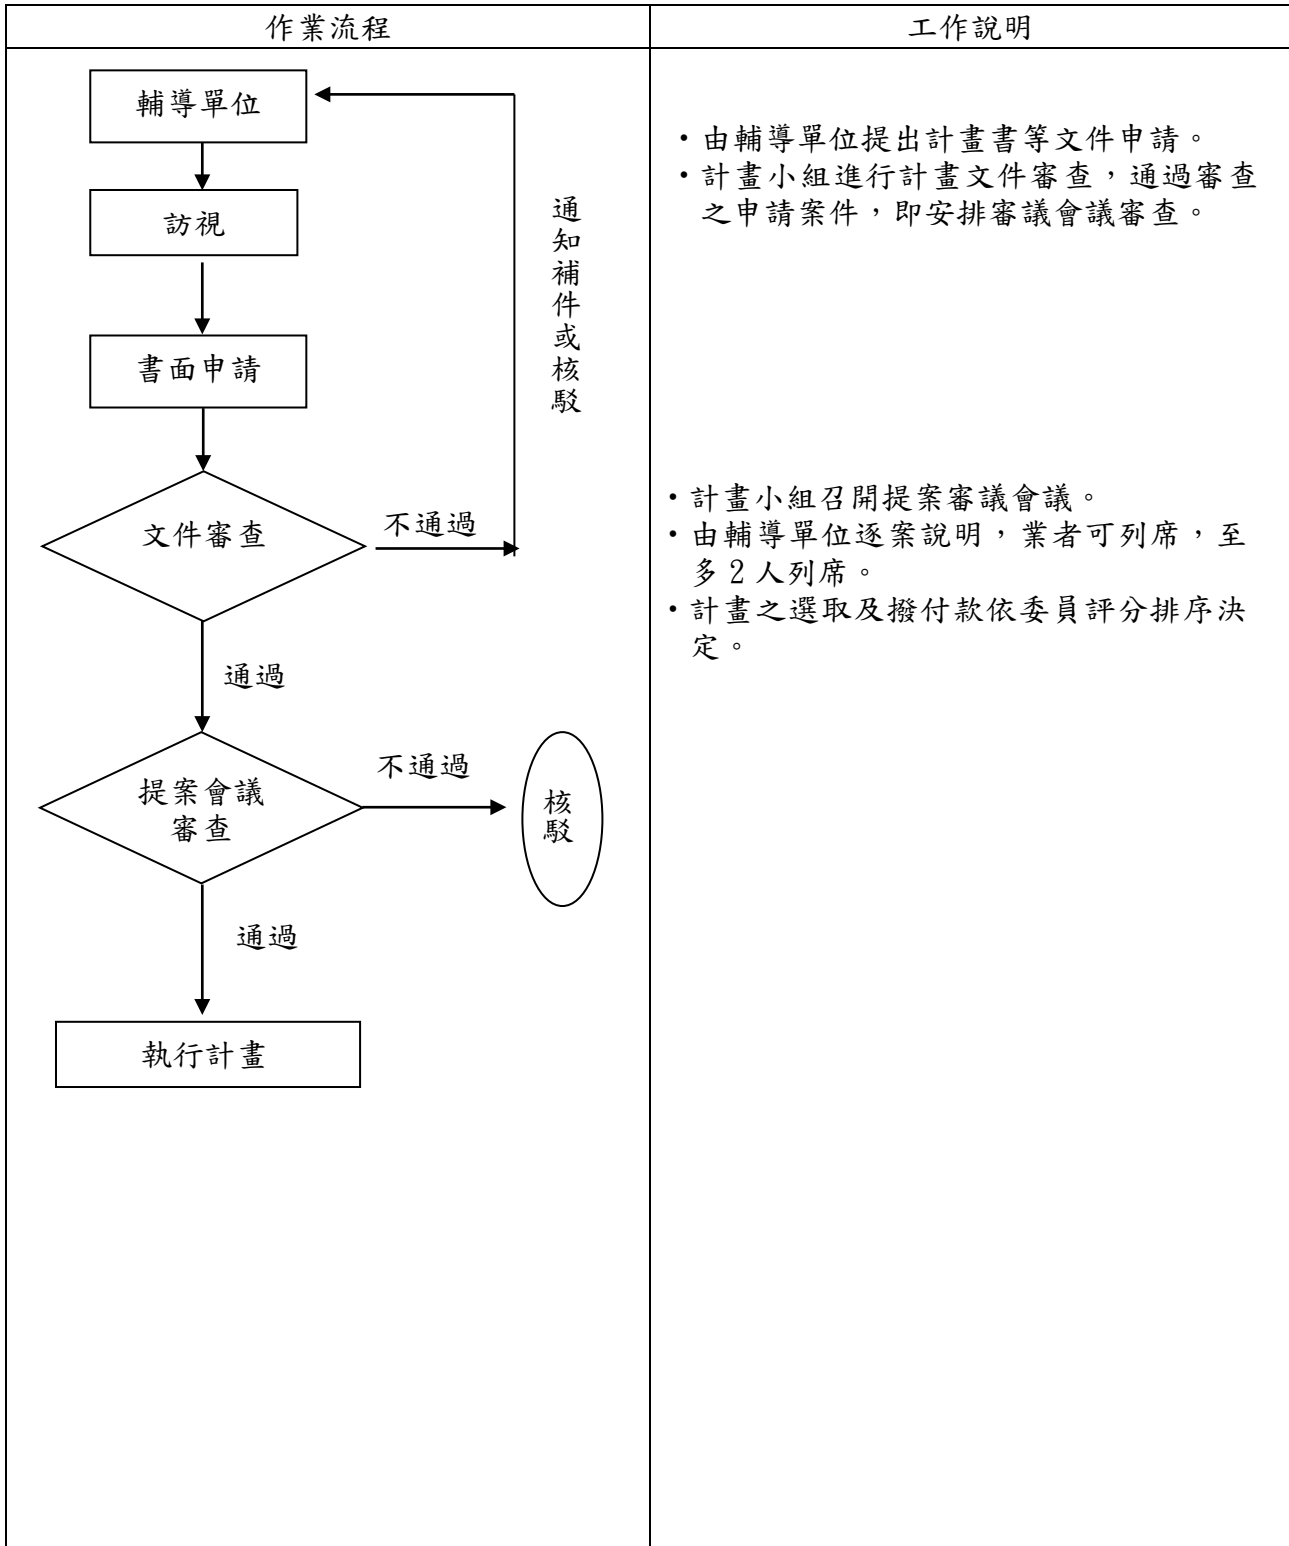 作業流程
工作說明
輔導單位
訪視
書面申請
文件審查
不通過
通知補件或核駁
通過
提案會議
審查
不通過
核駁
通過
執行計畫
・由輔導單位提出計畫書等文件申請。
・計畫小組進行計畫文件審查，通過審查
之申請案件，即安排審議會議審查。
・計畫小組召開提案審議會議。
・由輔導單位逐案說明，業者可列席，至
多2人列席。
・計畫之選取及撥付款依委員評分排序決
定。